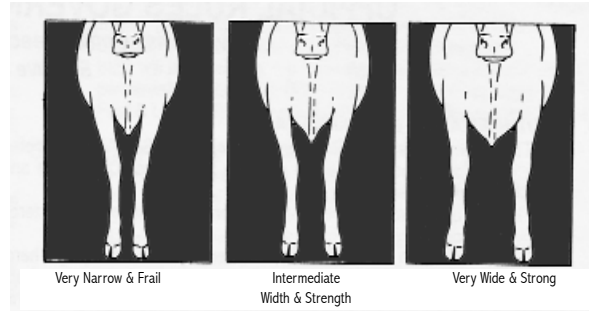 Very Narrow & Frail
Intermediate
Width & Strength
Very Wide & Strong